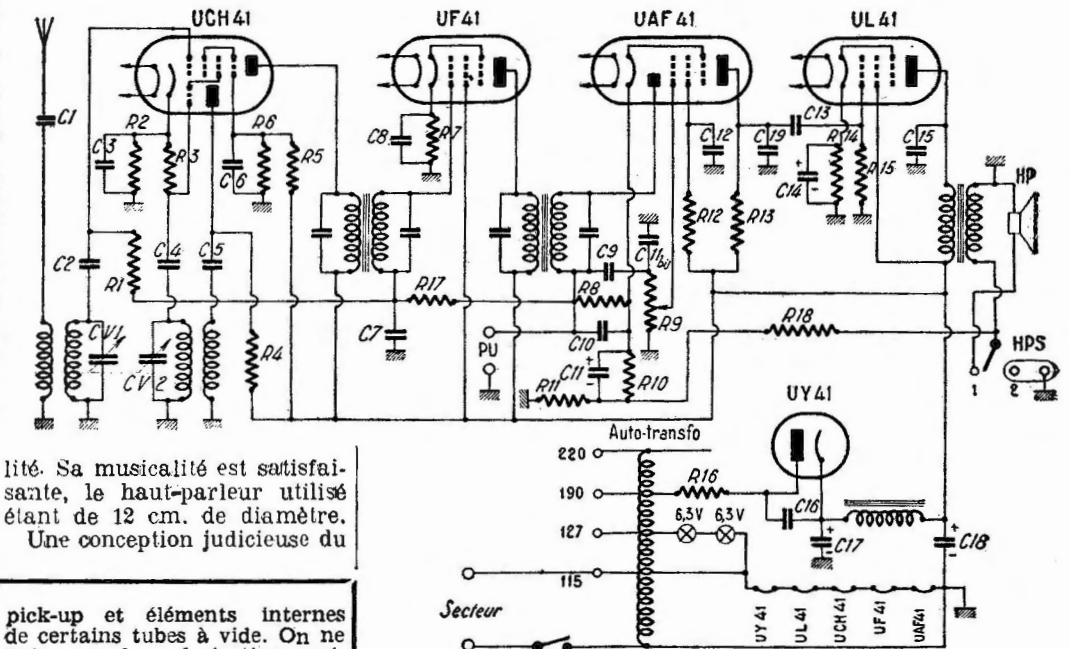 UCH41 UF41 UAF41 UL41
C1
C3 R2 R3 R6 C6 R5
C8 R7
C12 C19 C13 R14 C15
C14 R15
HP
R12 R13
C2 R1 C4 C5
C9 C11bis
R17 R8 R9
C7 C10 R18
CV1 CV2 R4
PU C11 R10 R11
HPS
1 2
UY41
Auto-transfo
220
190 R16
C16
127 6,3V 6,3V
C17 C18
115
Secteur
UY41 UL41 UCH41 UF41 UAF41
lité. Sa musicalité est satisfai-
sante, le haut-parleur utilisé
étant de 12 cm. de diamètre.
Une conception judicieuse du
pick-up et éléments internes
de certains tubes à vide. On ne